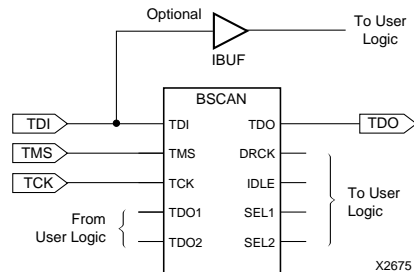 Optional
To User
Logic
IBUF
BSCAN
TDI
TDI
TDO
TDO
TMS
TMS
DRCK
TCK
TCK
IDLE
To User
Logic
From
User Logic
TDO1
SEL1
TDO2
SEL2
X2675